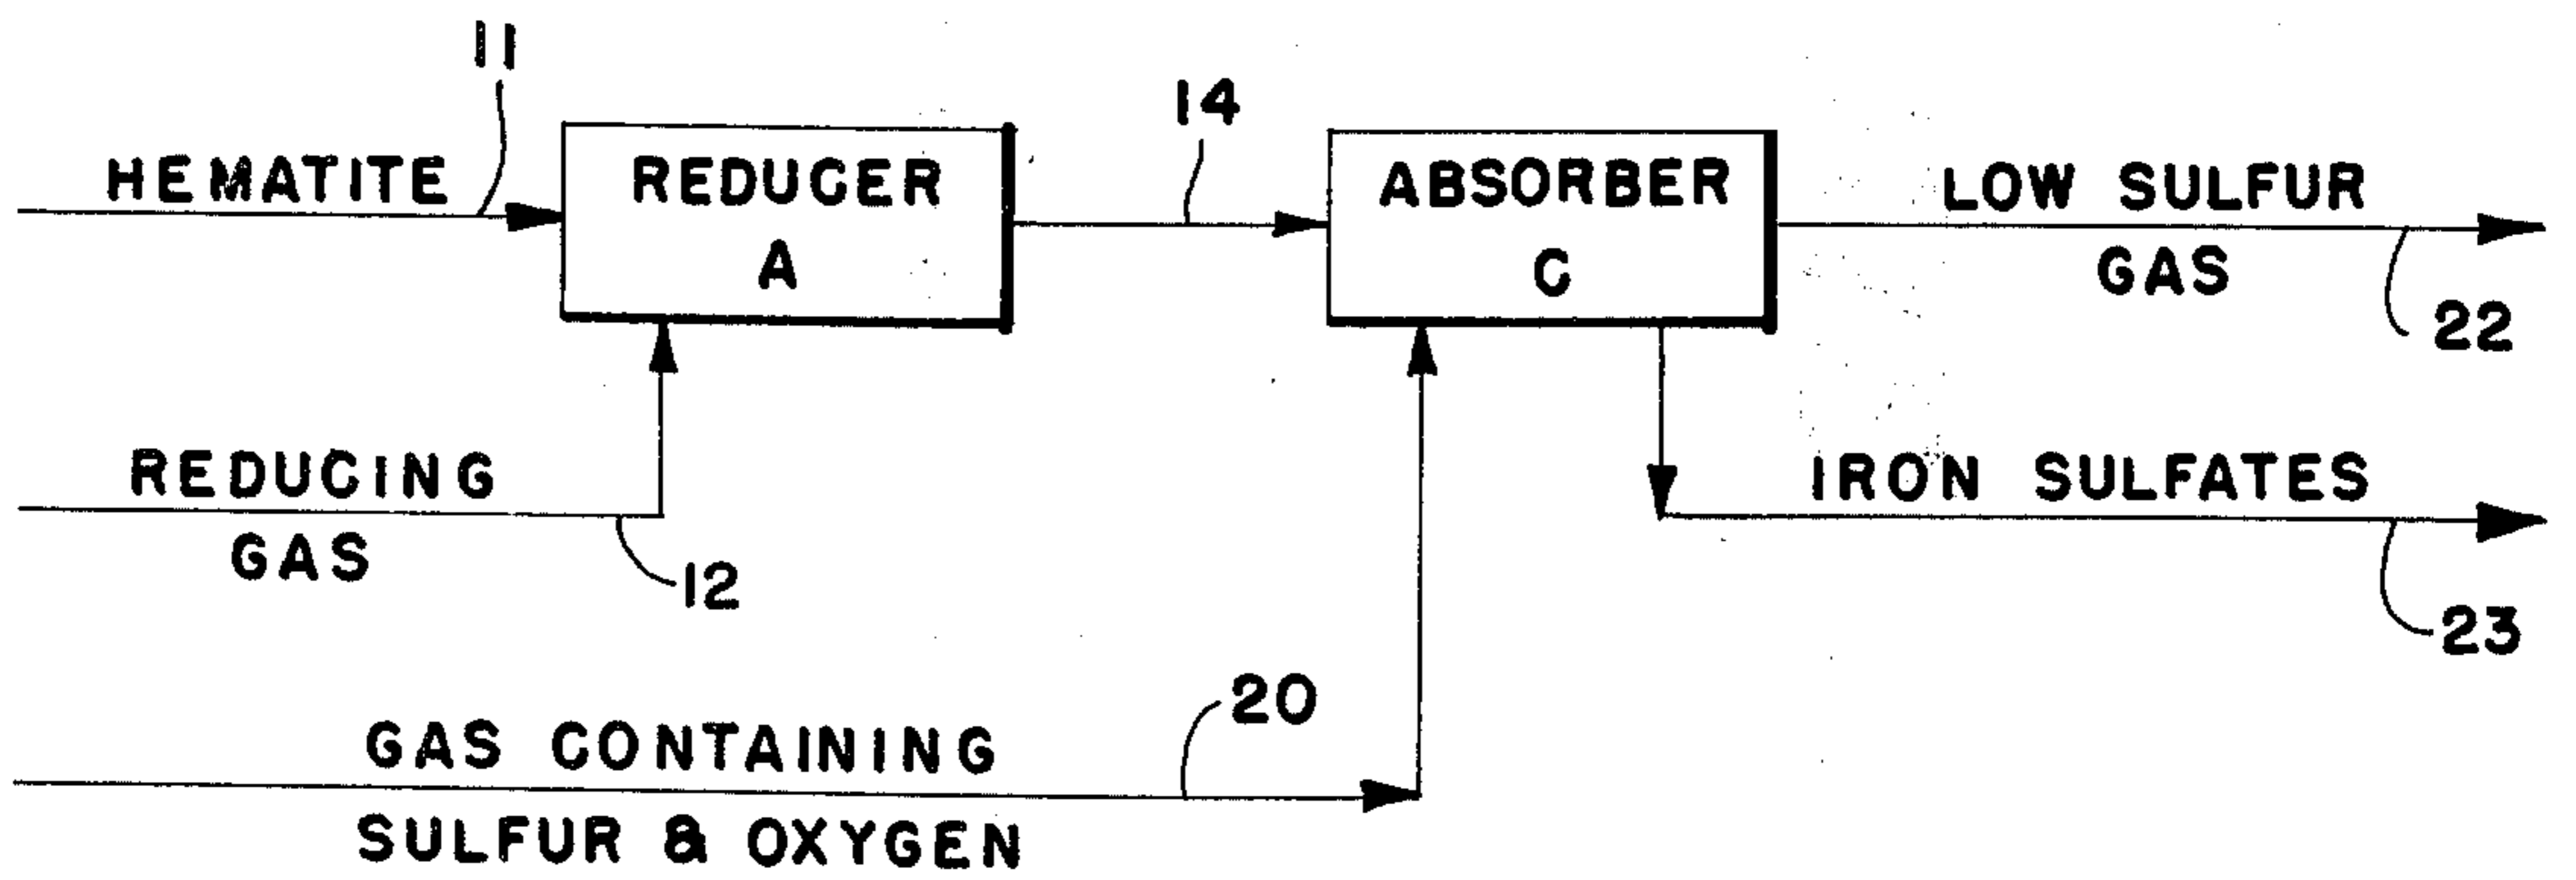 11
14
HEMATITE
REDUCER
A
ABSORBER
C
LOW SULFUR
GAS
22
REDUCING
GAS
12
IRON SULFATES
23
20
GAS CONTAINING
SULFUR & OXYGEN